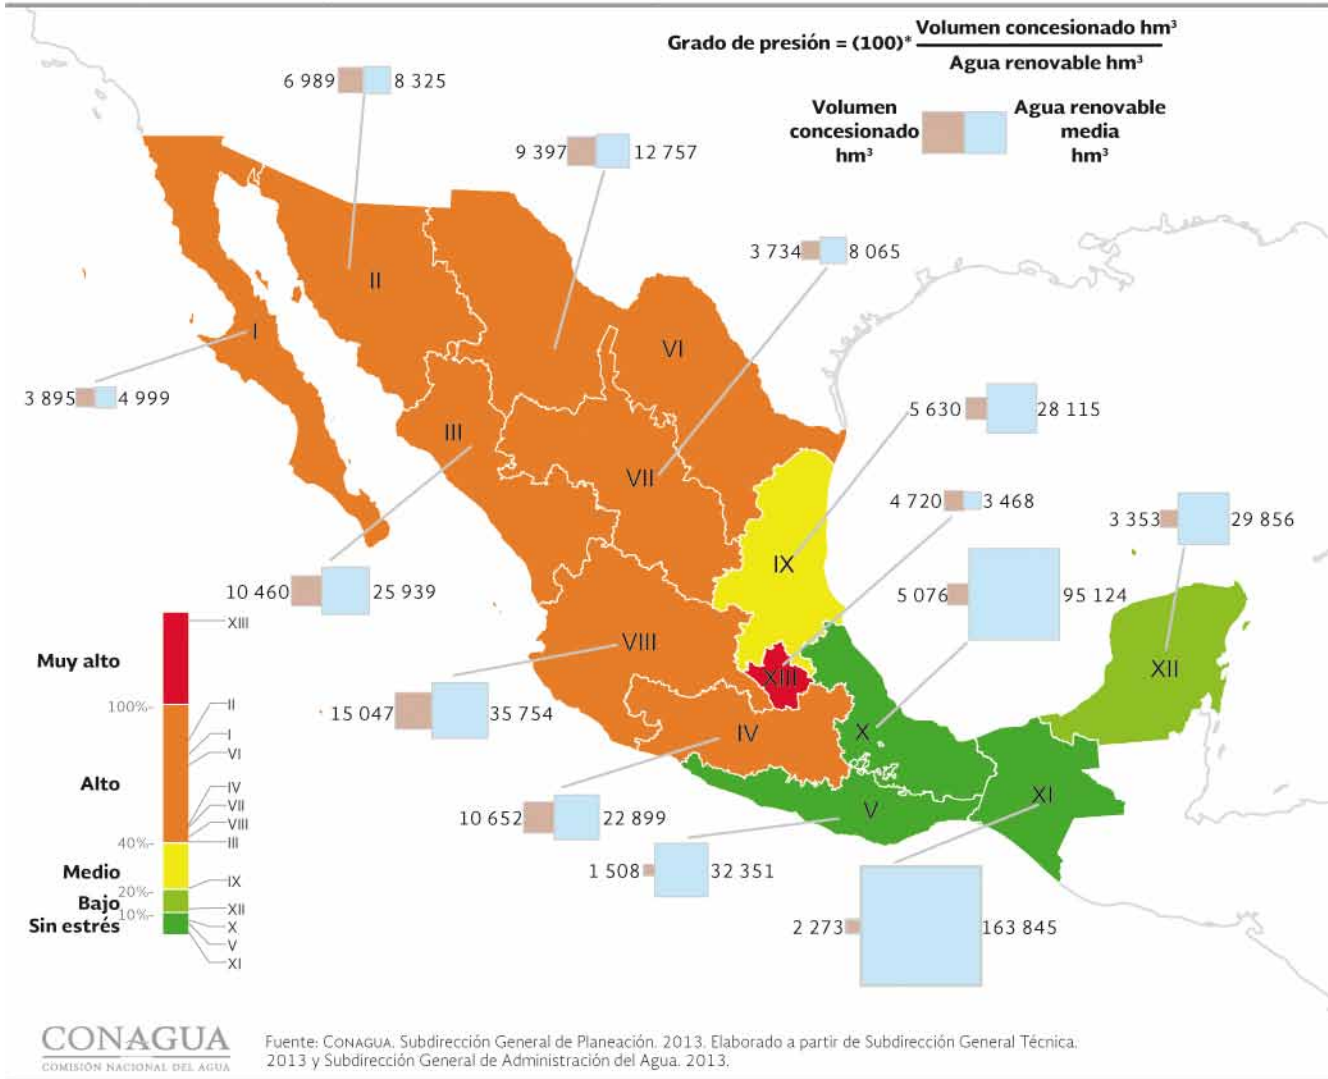 Grado de presión = (100)* Volumen concesionado hm³
Agua renovable hm³
Volumen
concesionado
hm³
Agua renovable
media
hm³
6 989 8 325
9 397 12 757
3 734 8 065
II
VI
I
3 895 4 999
5 630 28 115
III
VII
4 720 3 468
3 353 29 856
IX
10 460 25 939
5 076 95 124
VIII
XIII
XII
15 047 35 754
IV
X
XI
V
10 652 22 899
1 508 32 351
2 273 163 845
XIII
Muy alto
100%-
II
I
VI
Alto
IV
VII
VIII
40%-
III
Medio
IX
20%-
Bajo
XII
10%-
Sin estrés
X
V
XI
CONAGUA
COMISIÓN NACIONAL DEL AGUA
Fuente: CONAGUA. Subdirección General de Planeación. 2013. Elaborado a partir de Subdirección General Técnica.
2013 y Subdirección General de Administración del Agua. 2013.